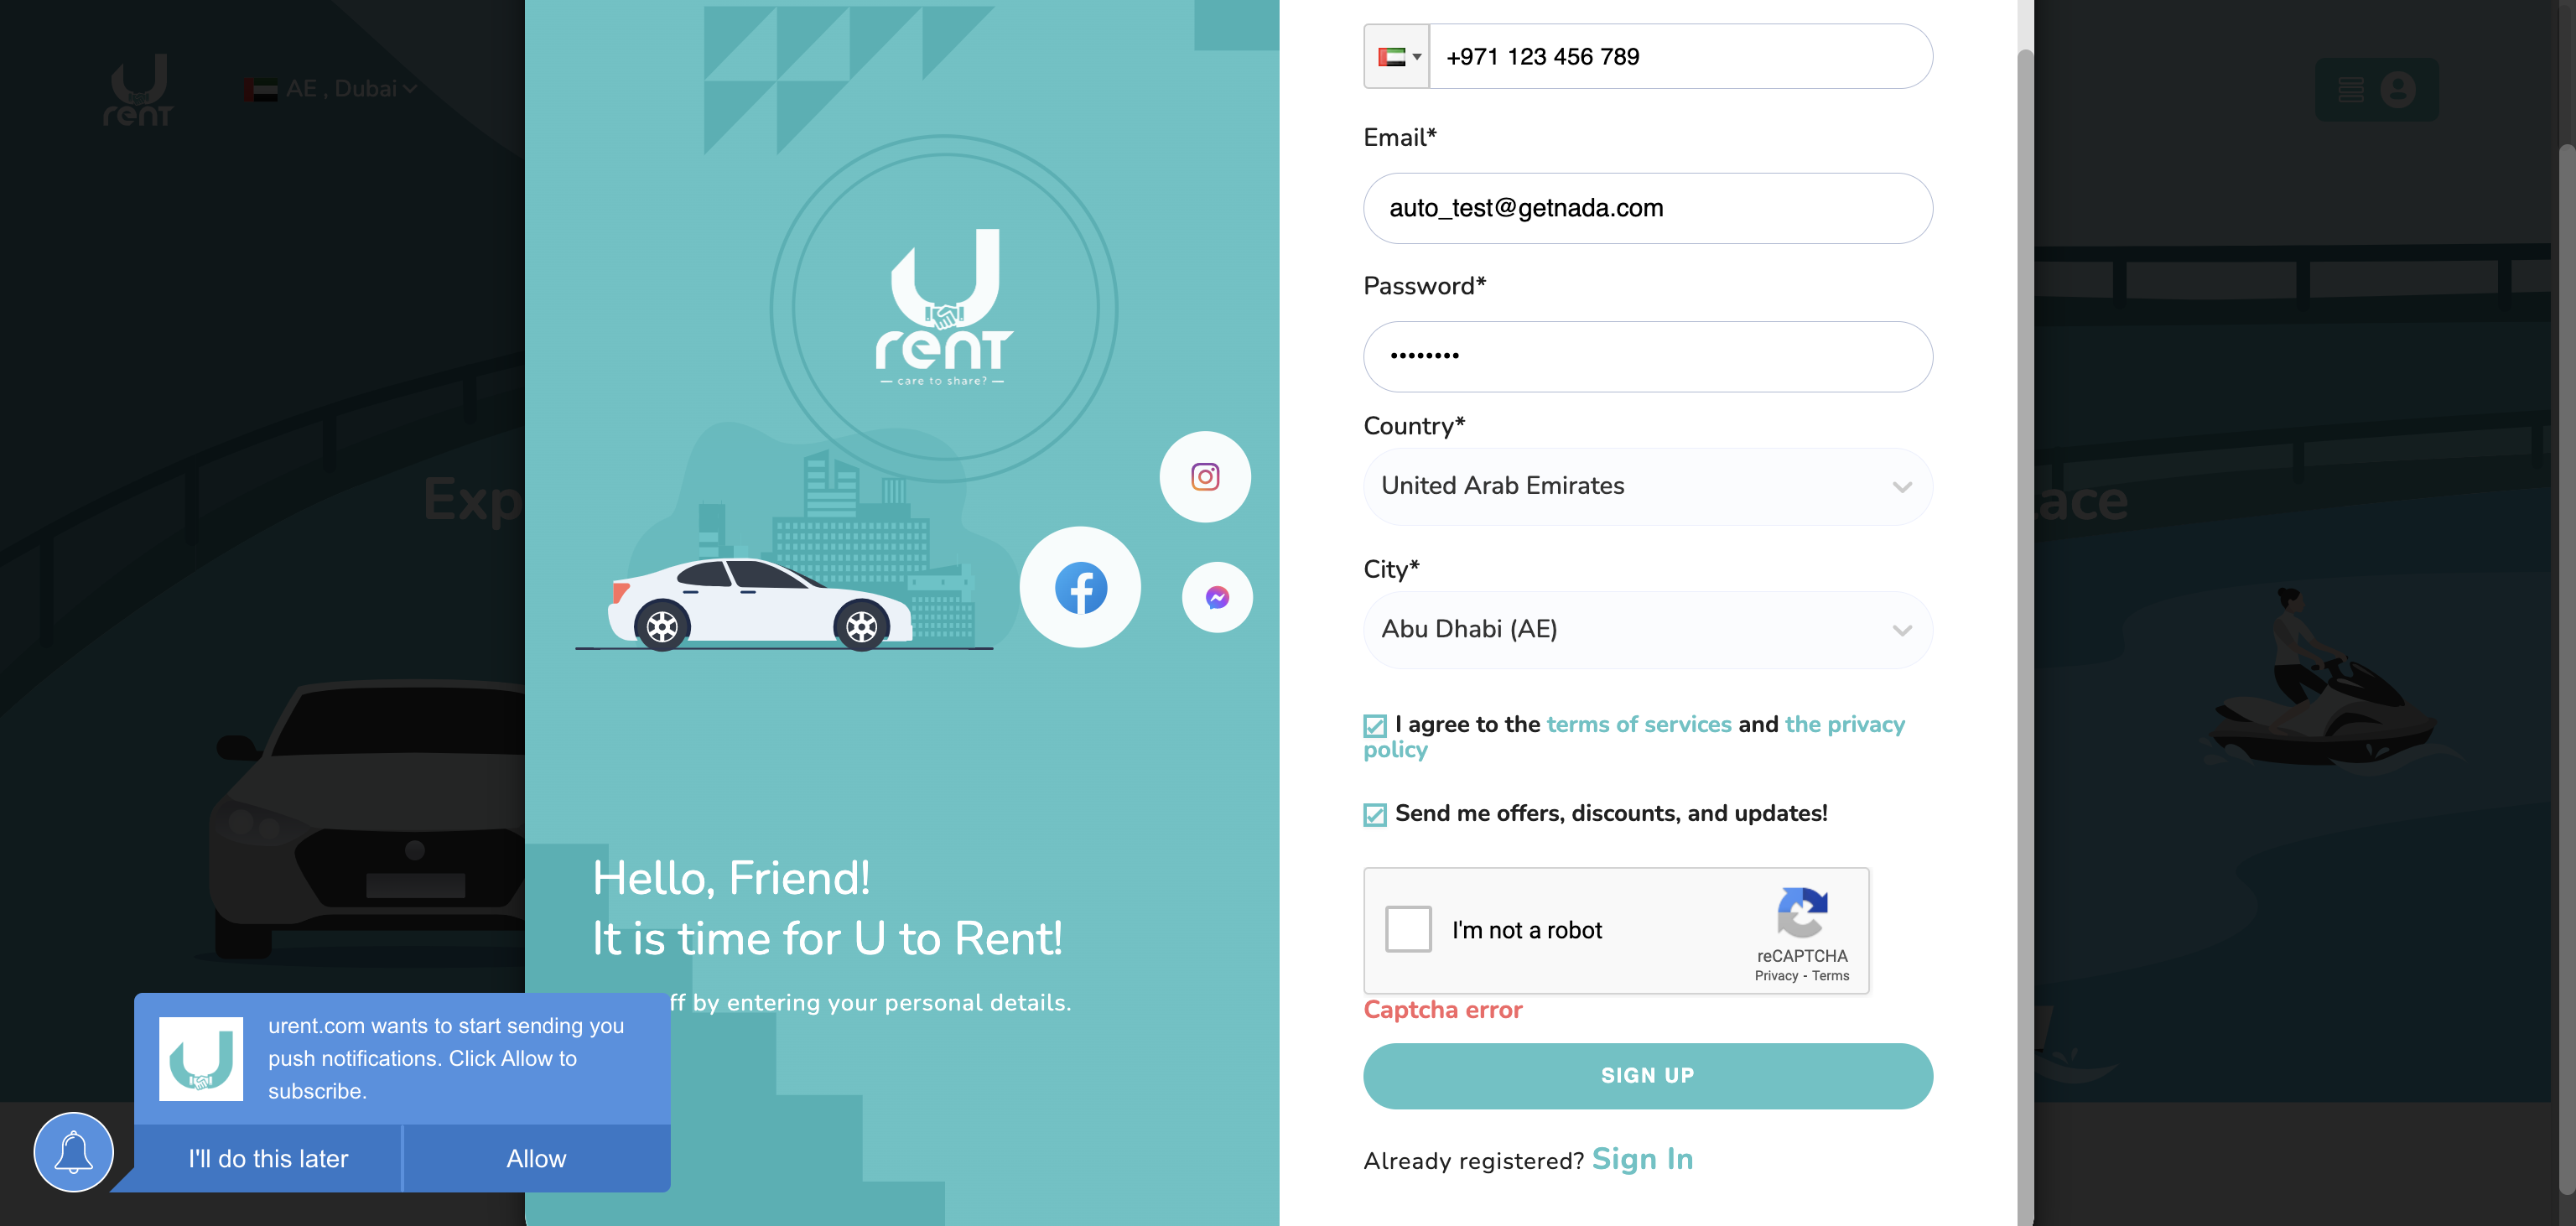 U
rent
AE , Dubai
Exp
ace
U
rent
— care to share? —
Hello, Friend!
It is time for U to Rent!
ff by entering your personal details.
+971 123 456 789
Email*
auto_test@getnada.com
Password*
••••••••
Country*
United Arab Emirates
City*
Abu Dhabi (AE)
I agree to the terms of services and the privacy
policy
Send me offers, discounts, and updates!
I'm not a robot
reCAPTCHA
Privacy - Terms
Captcha error
SIGN UP
Already registered? Sign In
urent.com wants to start sending you
push notifications. Click Allow to
subscribe.
I'll do this later
Allow